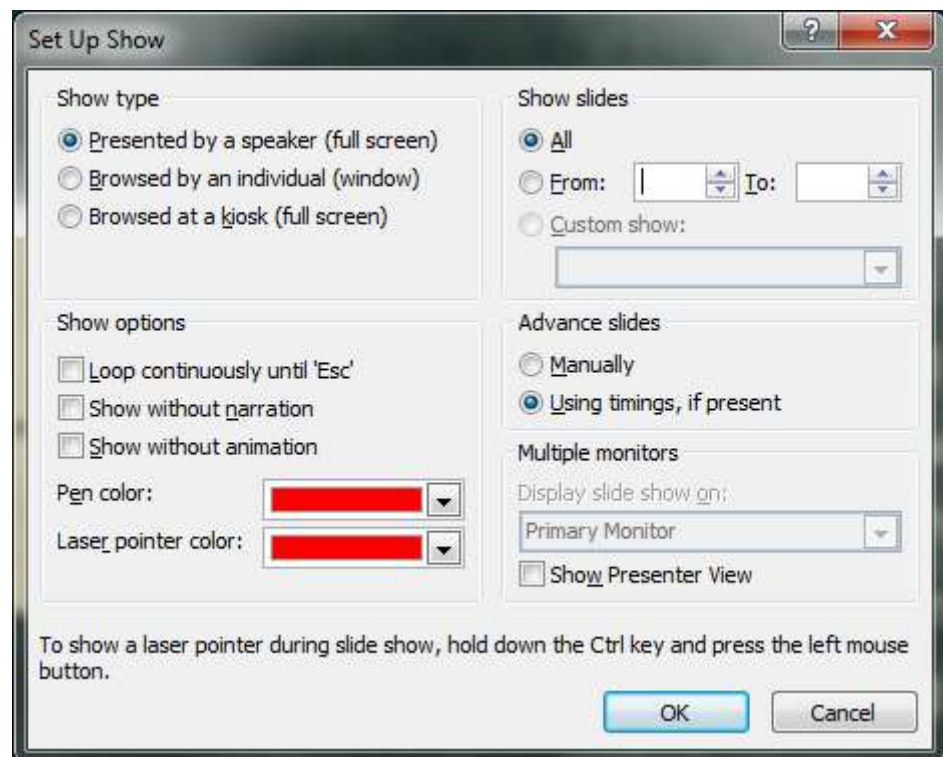 Set Up Show
Show type
Presented by a speaker (full screen)
Browsed by an individual (window)
Browsed at a kiosk (full screen)
Show slides
All
From: To:
Custom show:
Show options
Loop continuously until 'Esc'
Show without narration
Show without animation
Pen color:
Laser pointer color:
Advance slides
Manually
Using timings, if present
Multiple monitors
Display slide show on:
Primary Monitor
Show Presenter View
To show a laser pointer during slide show, hold down the Ctrl key and press the left mouse
button.
OK Cancel